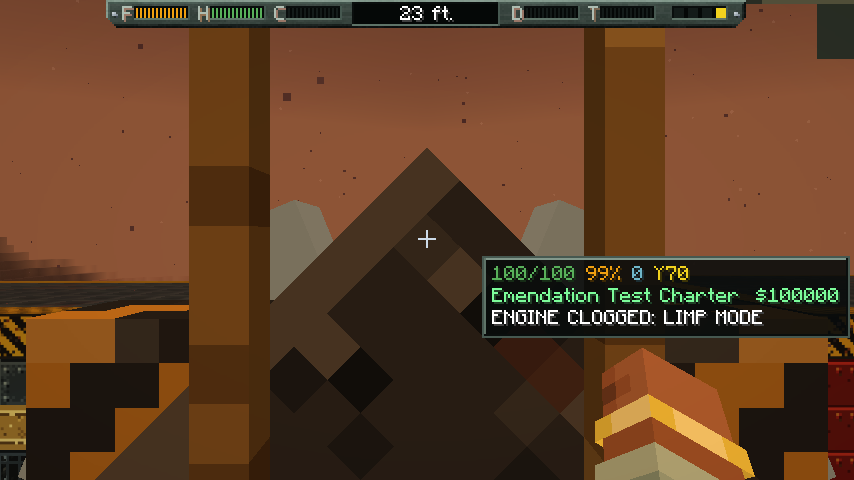 F H C 23 ft. D T
100/100 99% 0 Y70
Emendation Test Charter $100000
ENGINE CLOGGED: LIMP MODE